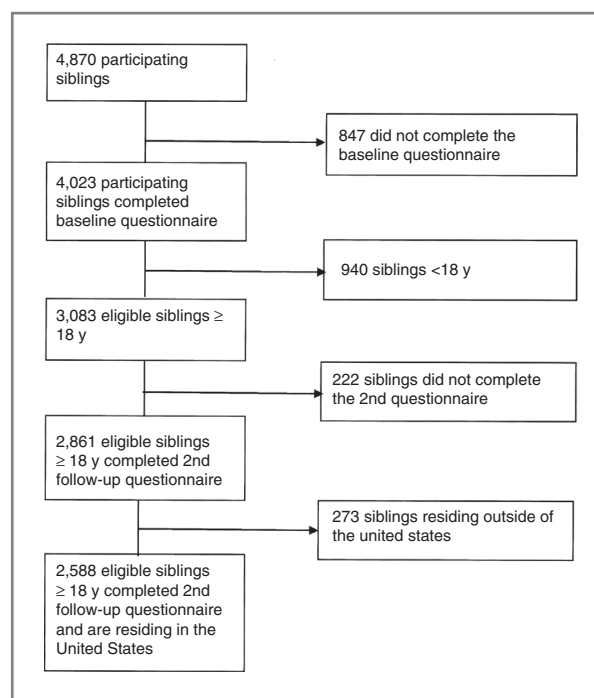 4,870 participating
siblings
847 did not complete the
baseline questionnaire
4,023 participating
siblings completed
baseline questionnaire
940 siblings <18 y
3,083 eligible siblings ≥
18 y
222 siblings did not complete
the 2nd questionnaire
2,861 eligible siblings
≥ 18 y completed 2nd
follow-up questionnaire
273 siblings residing outside of
the united states
2,588 eligible siblings
≥ 18 y completed 2nd
follow-up questionnaire
and are residing in the
United States